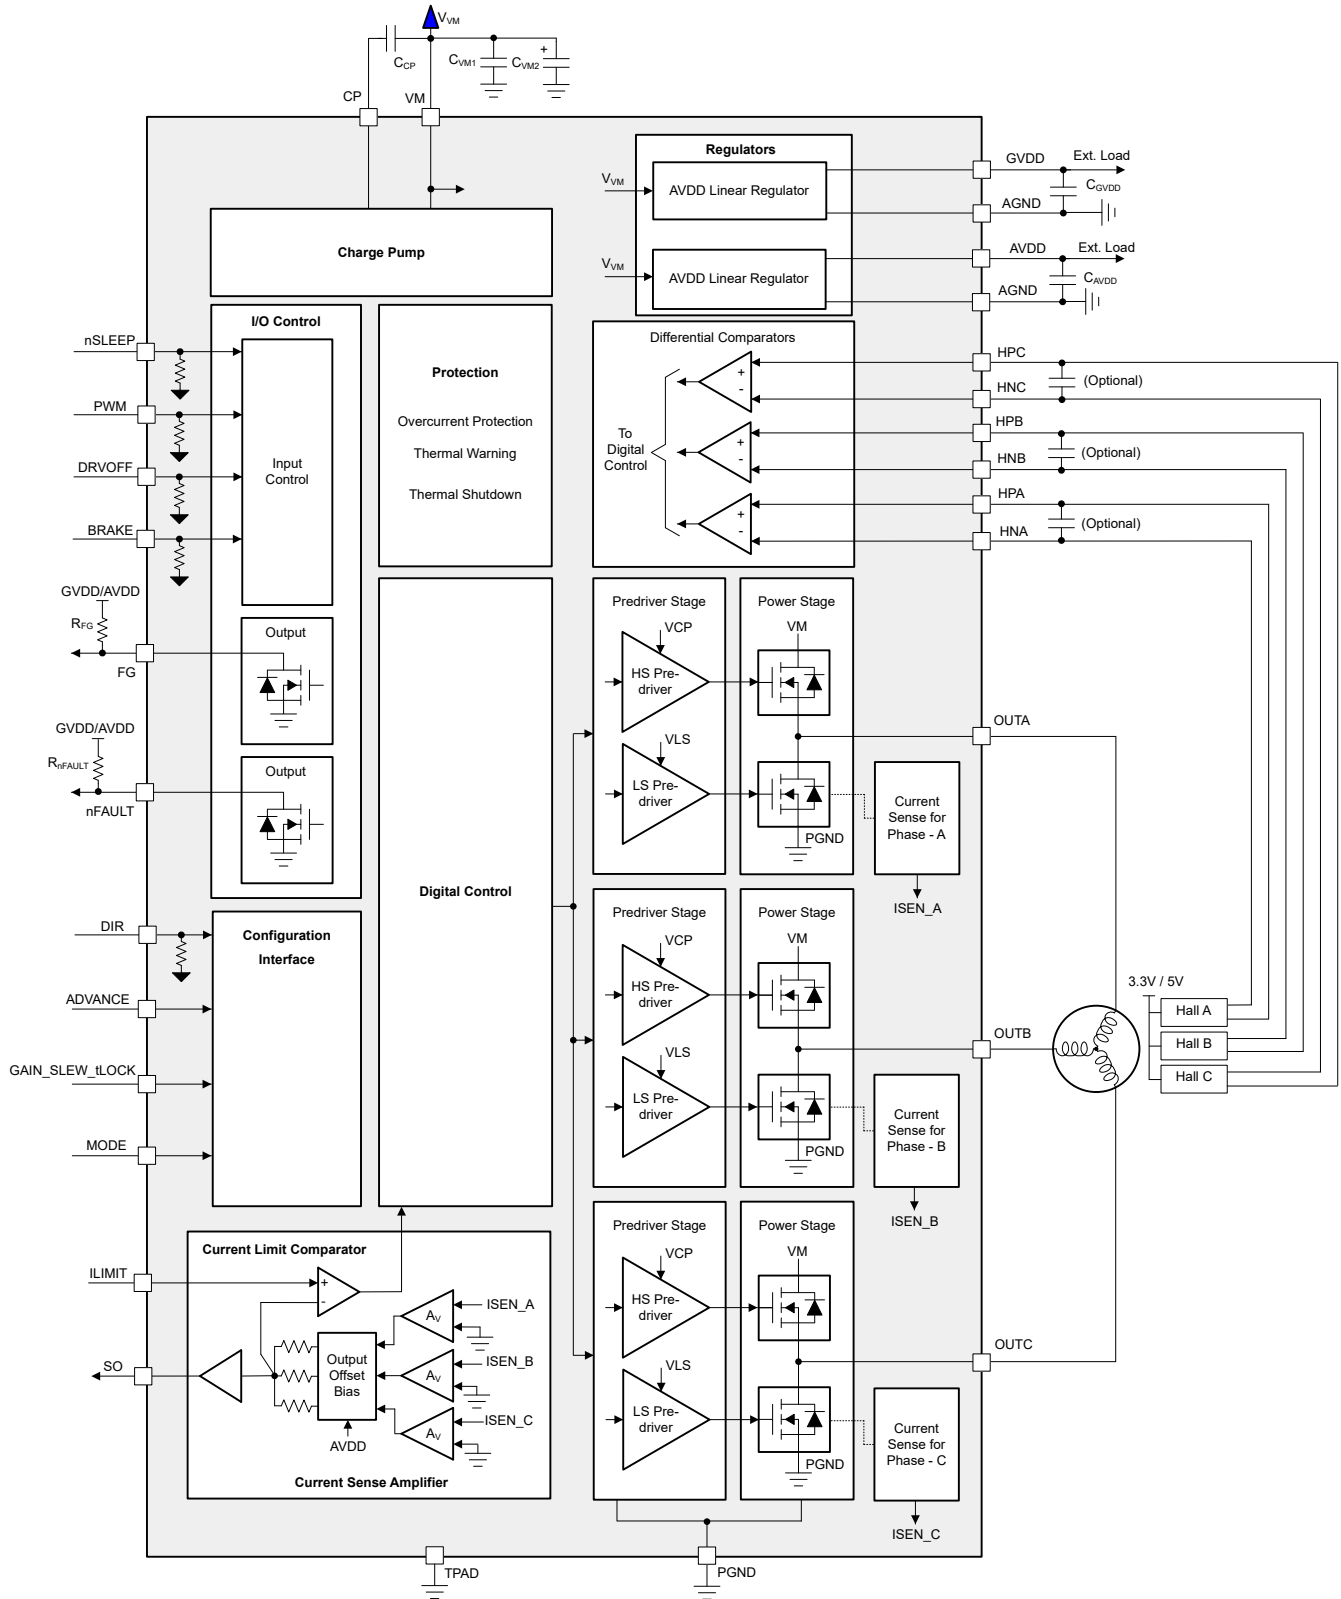 VVM
CCP
CVM1
CVM2
+
CP
VM
Regulators
VVM
AVDD Linear Regulator
VVM
AVDD Linear Regulator
GVDD
Ext. Load
CGVDD
AGND
AVDD
Ext. Load
CAVDD
AGND
Charge Pump
I/O Control
nSLEEP
PWM
DRVOFF
BRAKE
Input
Control
GVDD/AVDD
RFG
FG
Output
GVDD/AVDD
RnFAULT
nFAULT
Output
Protection
Overcurrent Protection
Thermal Warning
Thermal Shutdown
Differential Comparators
To
Digital
Control
+
-
+
-
+
-
HPC
HNC
(Optional)
HPB
HNB
(Optional)
HPA
HNA
(Optional)
Digital Control
Predriver Stage
VCP
HS Pre-
driver
VLS
LS Pre-
driver
Power Stage
VM
PGND
OUTA
Current
Sense for
Phase - A
ISEN_A
DIR
ADVANCE
GAIN_SLEW_tLOCK
MODE
Configuration
Interface
Predriver Stage
VCP
HS Pre-
driver
VLS
LS Pre-
driver
Power Stage
VM
PGND
OUTB
Current
Sense for
Phase - B
ISEN_B
3.3V / 5V
Hall A
Hall B
Hall C
Current Limit Comparator
ILIMIT
+
-
SO
Output
Offset
Bias
AVDD
AV
ISEN_A
AV
ISEN_B
AV
ISEN_C
Current Sense Amplifier
Predriver Stage
VCP
HS Pre-
driver
VLS
LS Pre-
driver
Power Stage
VM
PGND
OUTC
Current
Sense for
Phase - C
ISEN_C
TPAD
PGND